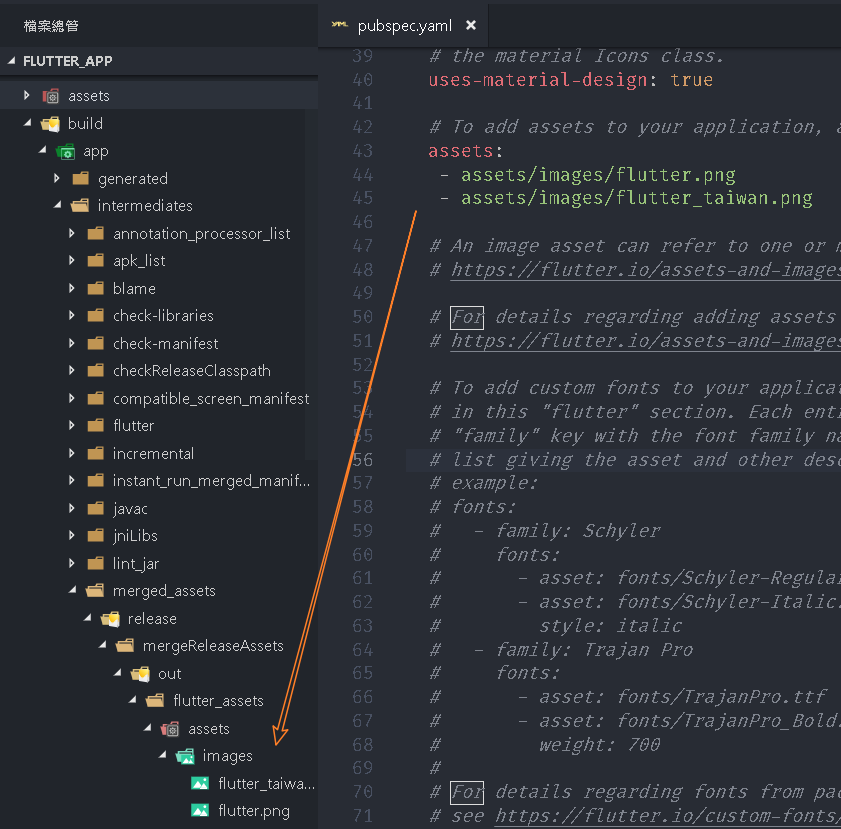 檔案總管
FLUTTER_APP
assets
build
app
generated
intermediates
annotation_processor_list
apk_list
blame
check-libraries
check-manifest
checkReleaseClasspath
compatible_screen_manifest
flutter
incremental
instant_run_merged_manif...
javac
jniLibs
lint_jar
merged_assets
release
mergeReleaseAssets
out
flutter_assets
assets
images
flutter_taiwa...
flutter.png
YAML pubspec.yaml ×
39 # the material Icons class.
40 uses-material-design: true
41
42 # To add assets to your application, a
43 assets:
44 - assets/images/flutter.png
45 - assets/images/flutter_taiwan.png
46
47 # An image asset can refer to one or m
48 # https://flutter.io/assets-and-images
49
50 # For details regarding adding assets
51 # https://flutter.io/assets-and-images
52
53 # To add custom fonts to your applicat
54 # in this "flutter" section. Each entr
55 # "family" key with the font family na
56 # list giving the asset and other desc
57 # example:
58 # fonts:
59 # - family: Schyler
60 # fonts:
61 # - asset: fonts/Schyler-Regular
62 # - asset: fonts/Schyler-Italic.
63 # style: italic
64 # - family: Trajan Pro
65 # fonts:
66 # - asset: fonts/TrajanPro.ttf
67 # - asset: fonts/TrajanPro_Bold.
68 # weight: 700
69 #
70 # For details regarding fonts from pac
71 # see https://flutter.io/custom-fonts/